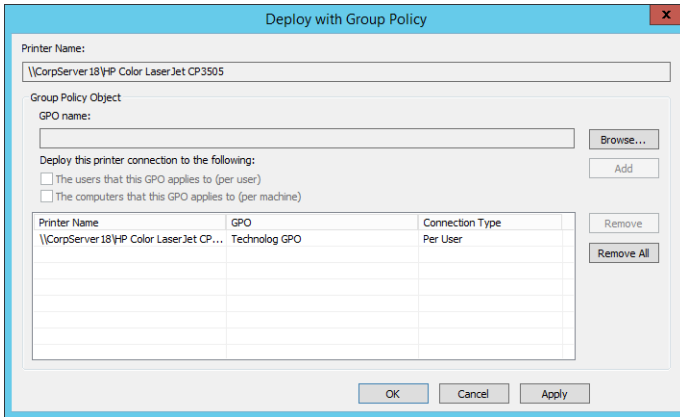 Deploy with Group Policy
x
Printer Name:
\\CorpServer18\HP Color LaserJet CP3505
Group Policy Object
GPO name:
Browse...
Deploy this printer connection to the following:
Add
The users that this GPO applies to (per user)
The computers that this GPO applies to (per machine)
Printer Name GPO Connection Type
Remove
\\CorpServer18\HP Color LaserJet CP... Technolog GPO Per User
Remove All
OK Cancel Apply